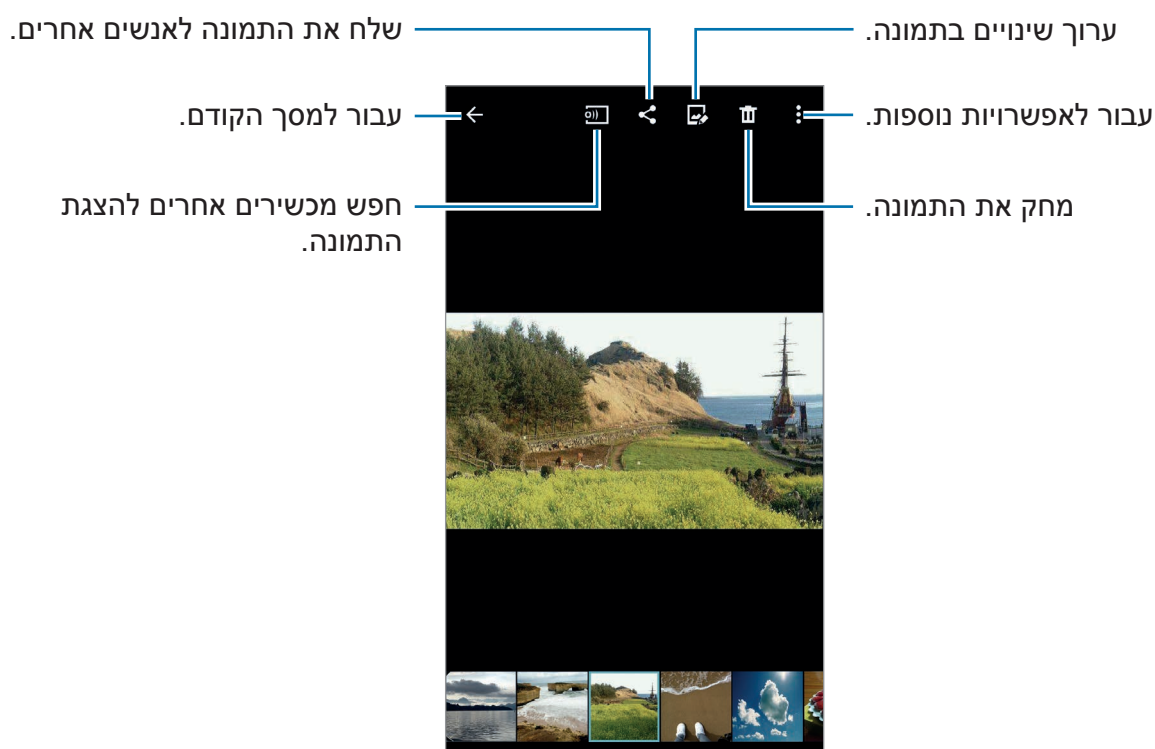 ערוך שינויים בתמונה.
שלח את התמונה לאנשים אחרים.
עבור לאפשרויות נוספות.
עבור למסך הקודם.
מחק את התמונה.
חפש מכשירים אחרים להצגת
התמונה.